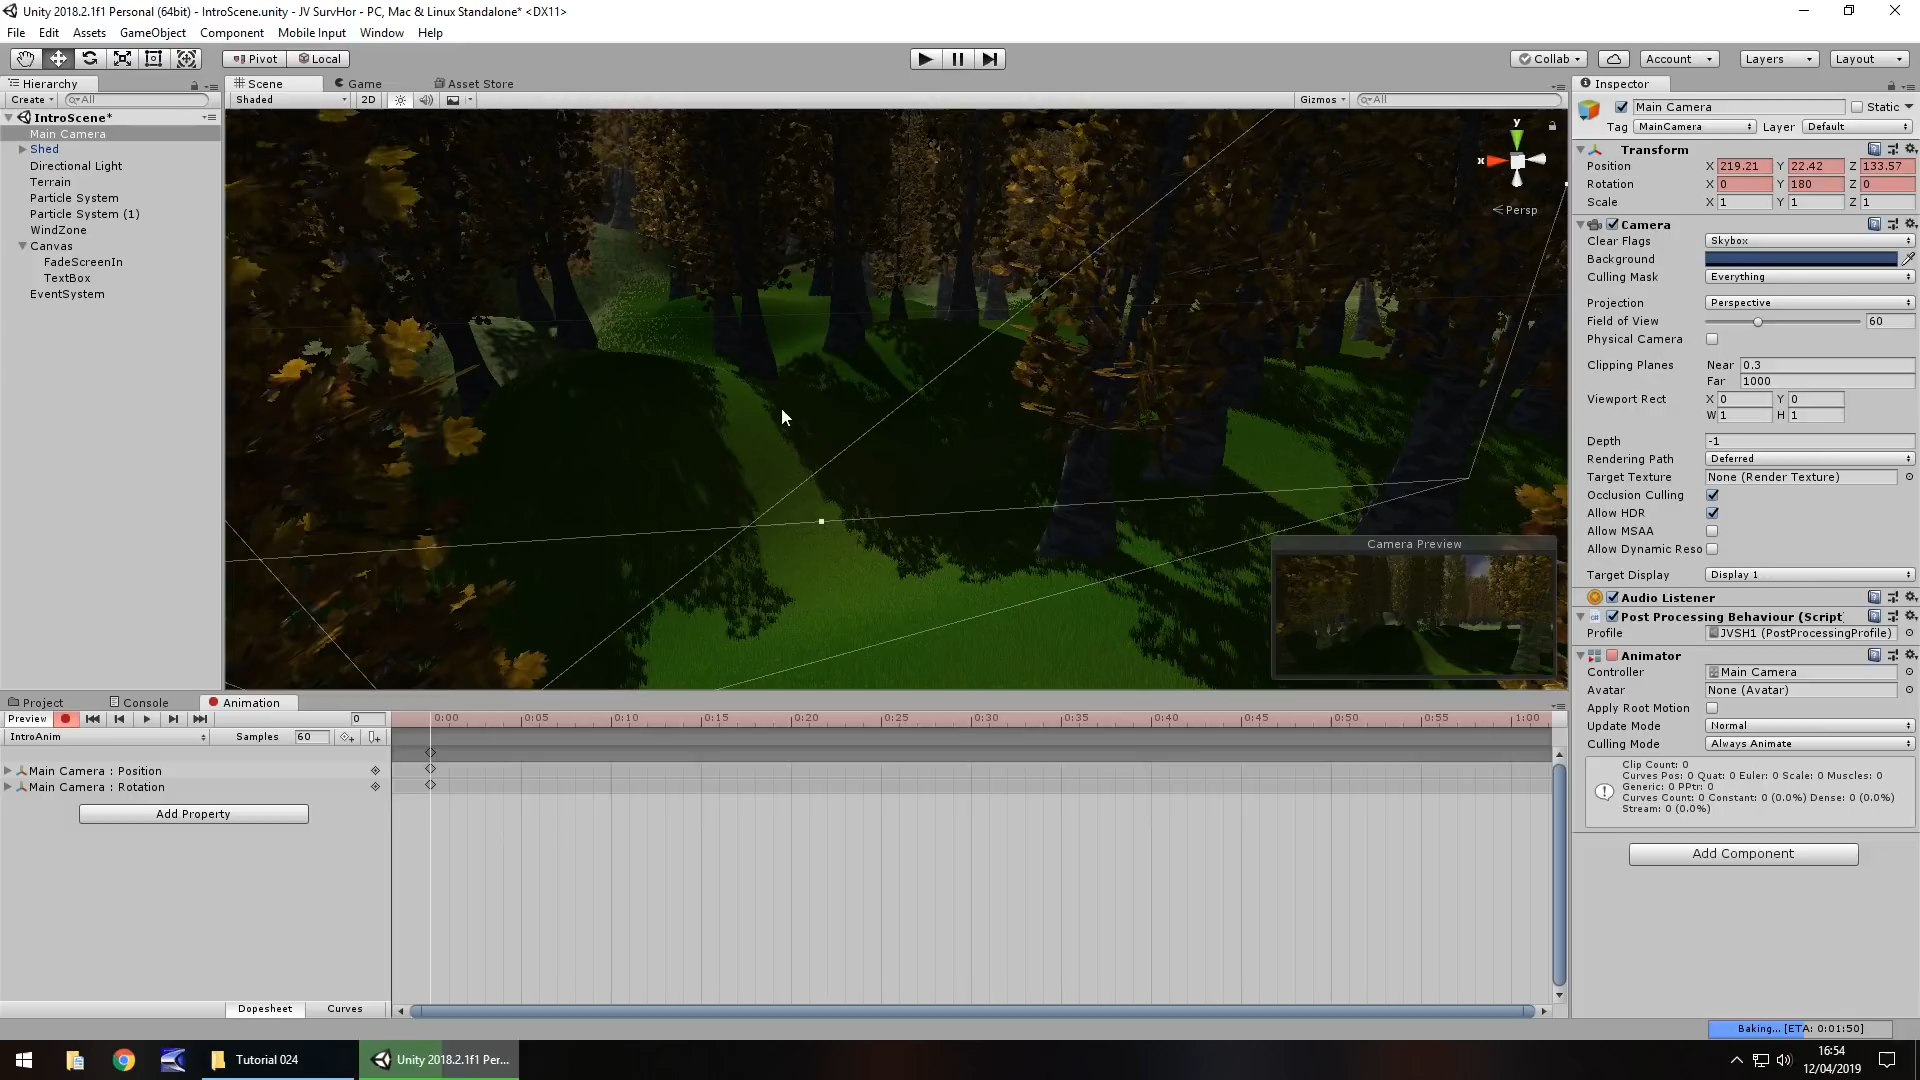 Unity 2018.2.1f1 Personal (64bit) - IntroScene.unity - JV SurvHor - PC, Mac & Linux Standalone* <DX11>
File Edit Assets GameObject Component Mobile Input Window Help
Pivot Local Collab Account Layers Layout
Hierarchy Scene Game Asset Store Inspector
Create All Shaded 2D Gizmos All
IntroScene*
Main Camera
Shed
Directional Light
Terrain
Particle System
Particle System (1)
WindZone
Canvas
FadeScreenIn
TextBox
EventSystem
y
x
Persp
Camera Preview
Main Camera Static
Tag MainCamera Layer Default
Transform
Position X 219.21 Y 22.42 Z 133.57
Rotation X 0 Y 180 Z 0
Scale X 1 Y 1 Z 1
Camera
Clear Flags Skybox
Background
Culling Mask Everything
Projection Perspective
Field of View 60
Physical Camera
Clipping Planes Near 0.3
Far 1000
Viewport Rect X 0 Y 0
W 1 H 1
Depth -1
Rendering Path Deferred
Target Texture None (Render Texture)
Occlusion Culling
Allow HDR
Allow MSAA
Allow Dynamic Reso
Target Display Display 1
Audio Listener
Post Processing Behaviour (Script)
Profile JVSH1 (PostProcessingProfile)
Animator
Controller Main Camera
Avatar None (Avatar)
Apply Root Motion
Update Mode Normal
Culling Mode Always Animate
Clip Count: 0
Curves Pos: 0 Quat: 0 Euler: 0 Scale: 0 Muscles: 0
Generic: 0 PPtr: 0
Curves Count: 0 Constant: 0 (0.0%) Dense: 0 (0.0%)
Stream: 0 (0.0%)
Add Component
Project Console Animation
Preview 0 0:00 0:05 0:10 0:15 0:20 0:25 0:30 0:35 0:40 0:45 0:50 0:55 1:00
IntroAnim Samples 60
Main Camera : Position
Main Camera : Rotation
Add Property
Dopesheet Curves
Baking... [ETA: 0:01:50]
Tutorial 024 Unity 2018.2.1f1 Per...
16:54
12/04/2019